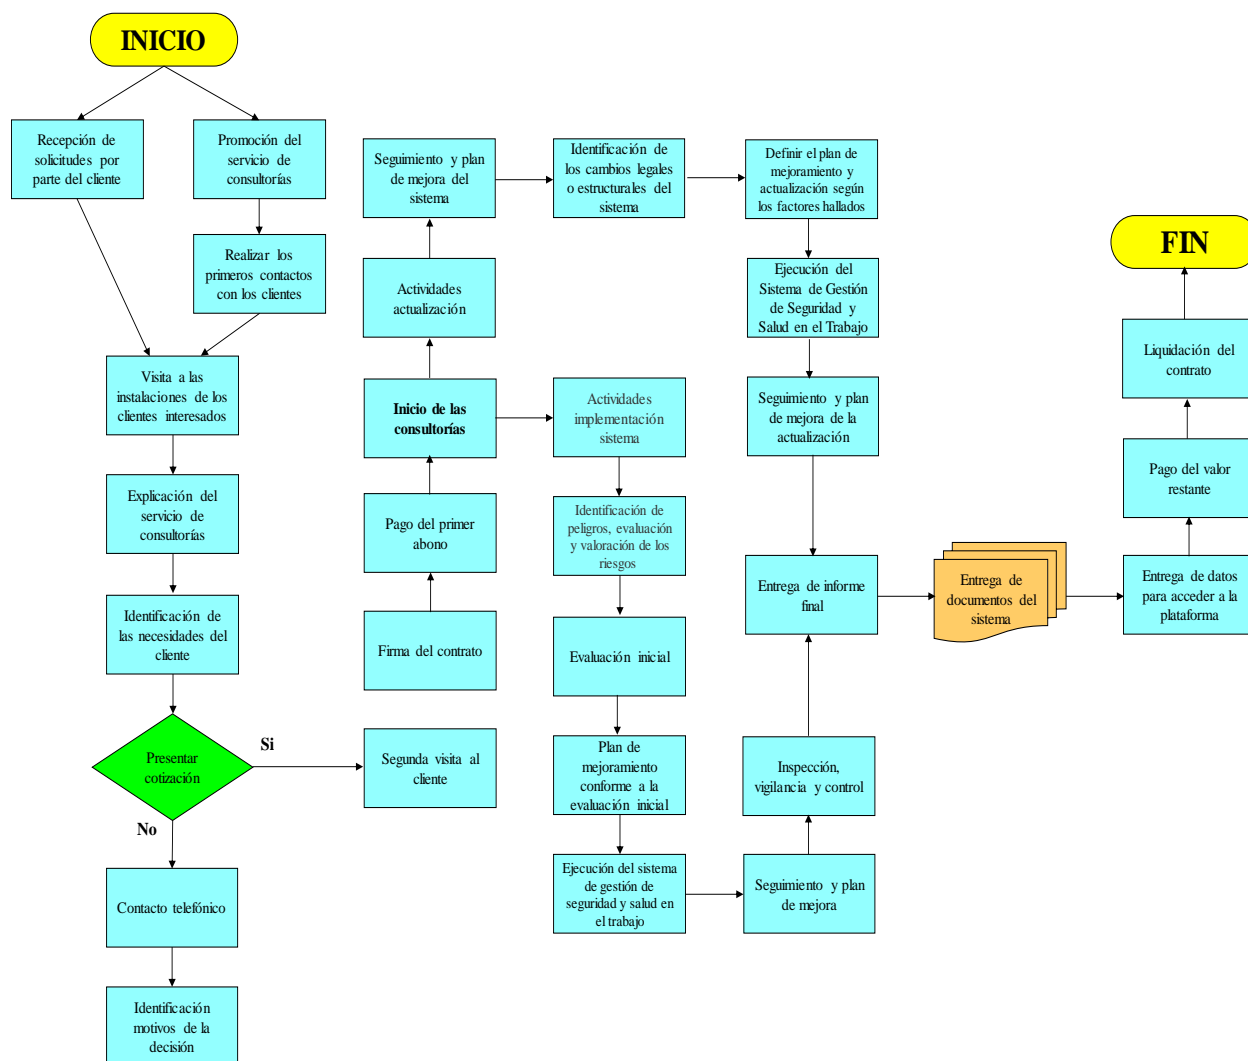 INICIO
Recepción de
solicitudes por
parte del cliente
Promoción del
servicio de
consultorías
Realizar los
primeros contactos
con los clientes
Visita a las
instalaciones de los
clientes interesados
Explicación del
servicio de
consultorías
Identificación de
las necesidades del
cliente
Presentar
cotización
Si
No
Contacto telefónico
Identificación
motivos de la
decisión
Segunda visita al
cliente
Firma del contrato
Pago del primer
abono
Inicio de las
consultorías
Actividades
actualización
Seguimiento y plan
de mejora del
sistema
Identificación de
los cambios legales
o estructurales del
sistema
Definir el plan de
mejoramiento y
actualización según
los factores hallados
Ejecución del
Sistema de Gestión
de Seguridad y
Salud en el Trabajo
Seguimiento y plan
de mejora de la
actualización
Actividades
implementación
sistema
Identificación de
peligros, evaluación
y valoración de los
riesgos
Evaluación inicial
Plan de
mejoramiento
conforme a la
evaluación inicial
Ejecución del sistema
de gestión de
seguridad y salud en
el trabajo
Seguimiento y plan
de mejora
Inspección,
vigilancia y control
Entrega de informe
final
Entrega de
documentos del
sistema
Entrega de datos
para acceder a la
plataforma
Pago del valor
restante
Liquidación del
contrato
FIN